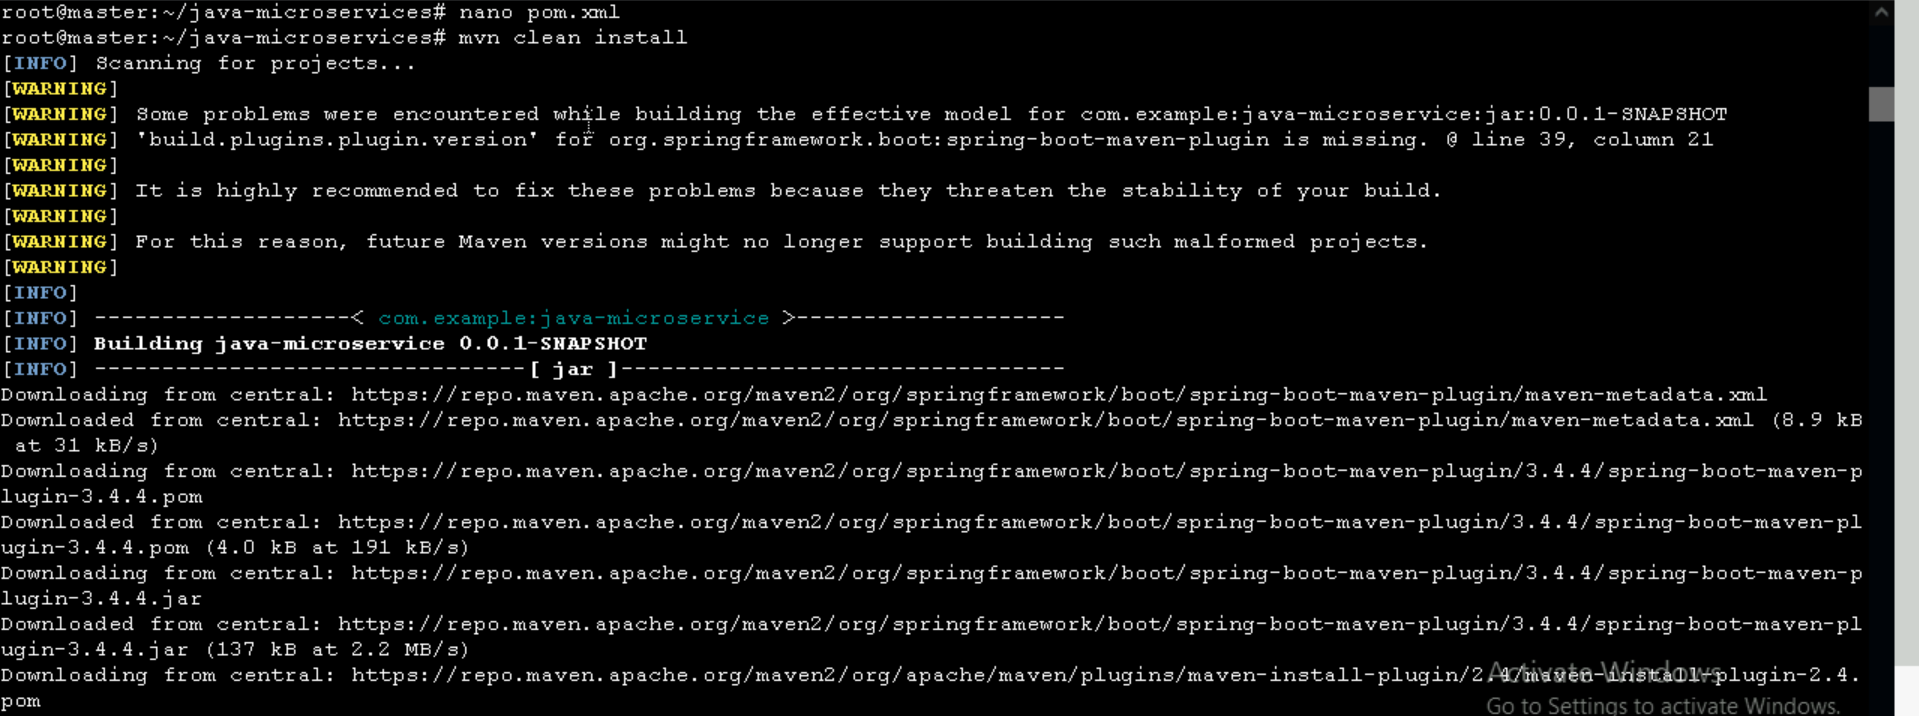 root@master:~/java-microservices# nano pom.xml
root@master:~/java-microservices# mvn clean install
[INFO] Scanning for projects...
[WARNING]
[WARNING] Some problems were encountered while building the effective model for com.example:java-microservice:jar:0.0.1-SNAPSHOT
[WARNING] 'build.plugins.plugin.version' for org.springframework.boot:spring-boot-maven-plugin is missing. @ line 39, column 21
[WARNING]
[WARNING] It is highly recommended to fix these problems because they threaten the stability of your build.
[WARNING]
[WARNING] For this reason, future Maven versions might no longer support building such malformed projects.
[WARNING]
[INFO]
[INFO] -------------------< com.example:java-microservice >--------------------
[INFO] Building java-microservice 0.0.1-SNAPSHOT
[INFO] --------------------------------[ jar ]---------------------------------
Downloading from central: https://repo.maven.apache.org/maven2/org/springframework/boot/spring-boot-maven-plugin/maven-metadata.xml
Downloaded from central: https://repo.maven.apache.org/maven2/org/springframework/boot/spring-boot-maven-plugin/maven-metadata.xml (8.9 kB
 at 31 kB/s)
Downloading from central: https://repo.maven.apache.org/maven2/org/springframework/boot/spring-boot-maven-plugin/3.4.4/spring-boot-maven-p
lugin-3.4.4.pom
Downloaded from central: https://repo.maven.apache.org/maven2/org/springframework/boot/spring-boot-maven-plugin/3.4.4/spring-boot-maven-pl
ugin-3.4.4.pom (4.0 kB at 191 kB/s)
Downloading from central: https://repo.maven.apache.org/maven2/org/springframework/boot/spring-boot-maven-plugin/3.4.4/spring-boot-maven-p
lugin-3.4.4.jar
Downloaded from central: https://repo.maven.apache.org/maven2/org/springframework/boot/spring-boot-maven-plugin/3.4.4/spring-boot-maven-pl
ugin-3.4.4.jar (137 kB at 2.2 MB/s)
Downloading from central: https://repo.maven.apache.org/maven2/org/apache/maven/plugins/maven-install-plugin/2.4/maven-install-plugin-2.4.
pom
Activate Windows
Go to Settings to activate Windows.